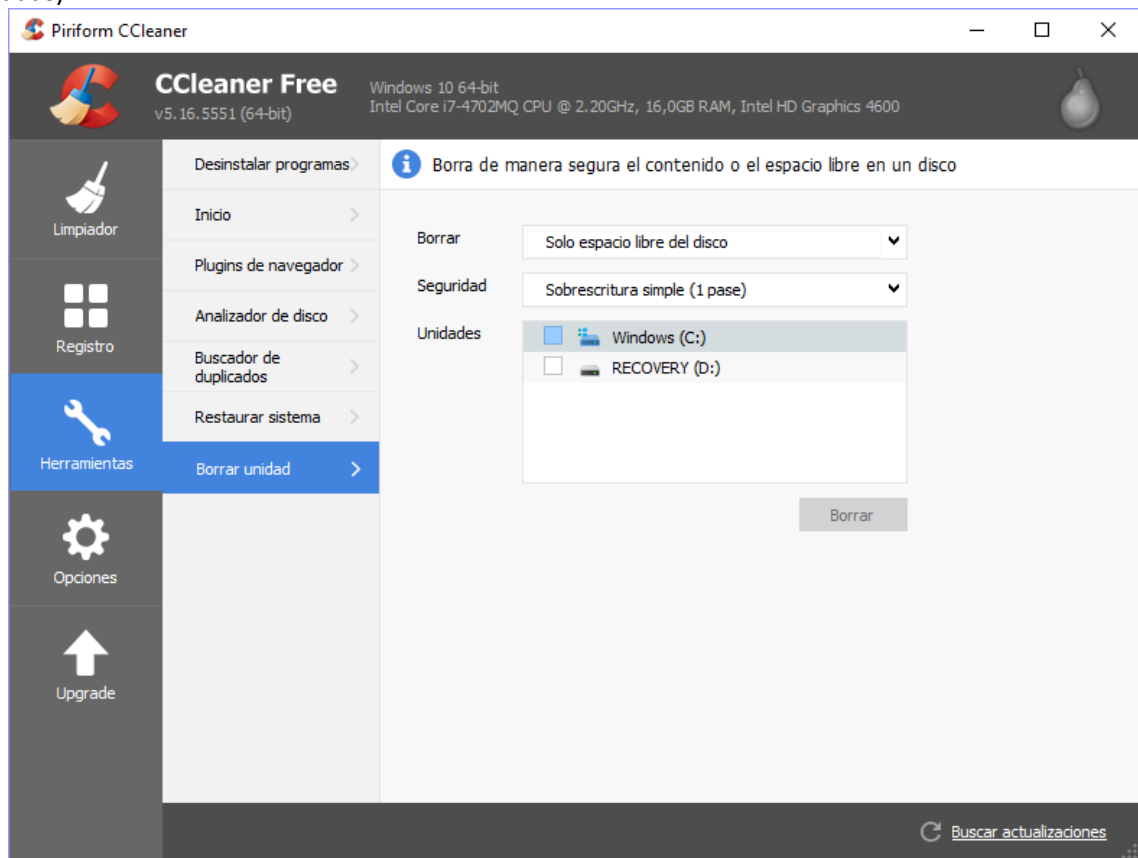 Piriform CCleaner
CCleaner Free
v5.16.5551 (64-bit)
Windows 10 64-bit
Intel Core i7-4702MQ CPU @ 2.20GHz, 16,0GB RAM, Intel HD Graphics 4600
Limpiador
Registro
Herramientas
Opciones
Upgrade
Desinstalar programas
Inicio
Plugins de navegador
Analizador de disco
Buscador de
duplicados
Restaurar sistema
Borrar unidad
Borra de manera segura el contenido o el espacio libre en un disco
Borrar
Solo espacio libre del disco
Seguridad
Sobrescritura simple (1 pase)
Unidades
Windows (C:)
RECOVERY (D:)
Borrar
Buscar actualizaciones